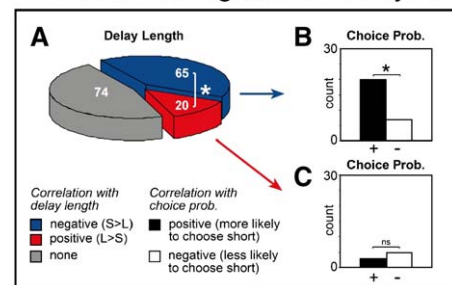 A
Delay Length
65
*
20
74
B
Choice Prob.
30
*
count
0
+ -
C
Choice Prob.
30
ns
count
0
+ -
Correlation with
delay length
negative (S>L)
positive (L>S)
none
Correlation with
choice prob.
positive (more likely
to choose short)
negative (less likely
to choose short)